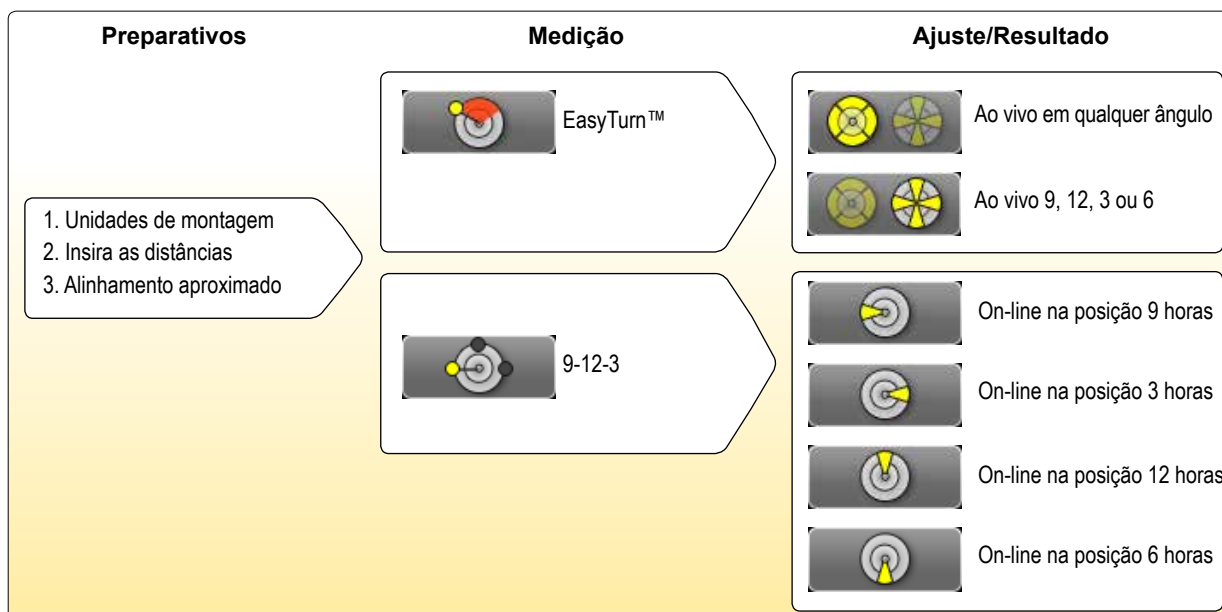 Preparativos
Medição
Ajuste/Resultado
1. Unidades de montagem
2. Insira as distâncias
3. Alinhamento aproximado
EasyTurn™
9-12-3
Ao vivo em qualquer ângulo
Ao vivo 9, 12, 3 ou 6
On-line na posição 9 horas
On-line na posição 3 horas
On-line na posição 12 horas
On-line na posição 6 horas